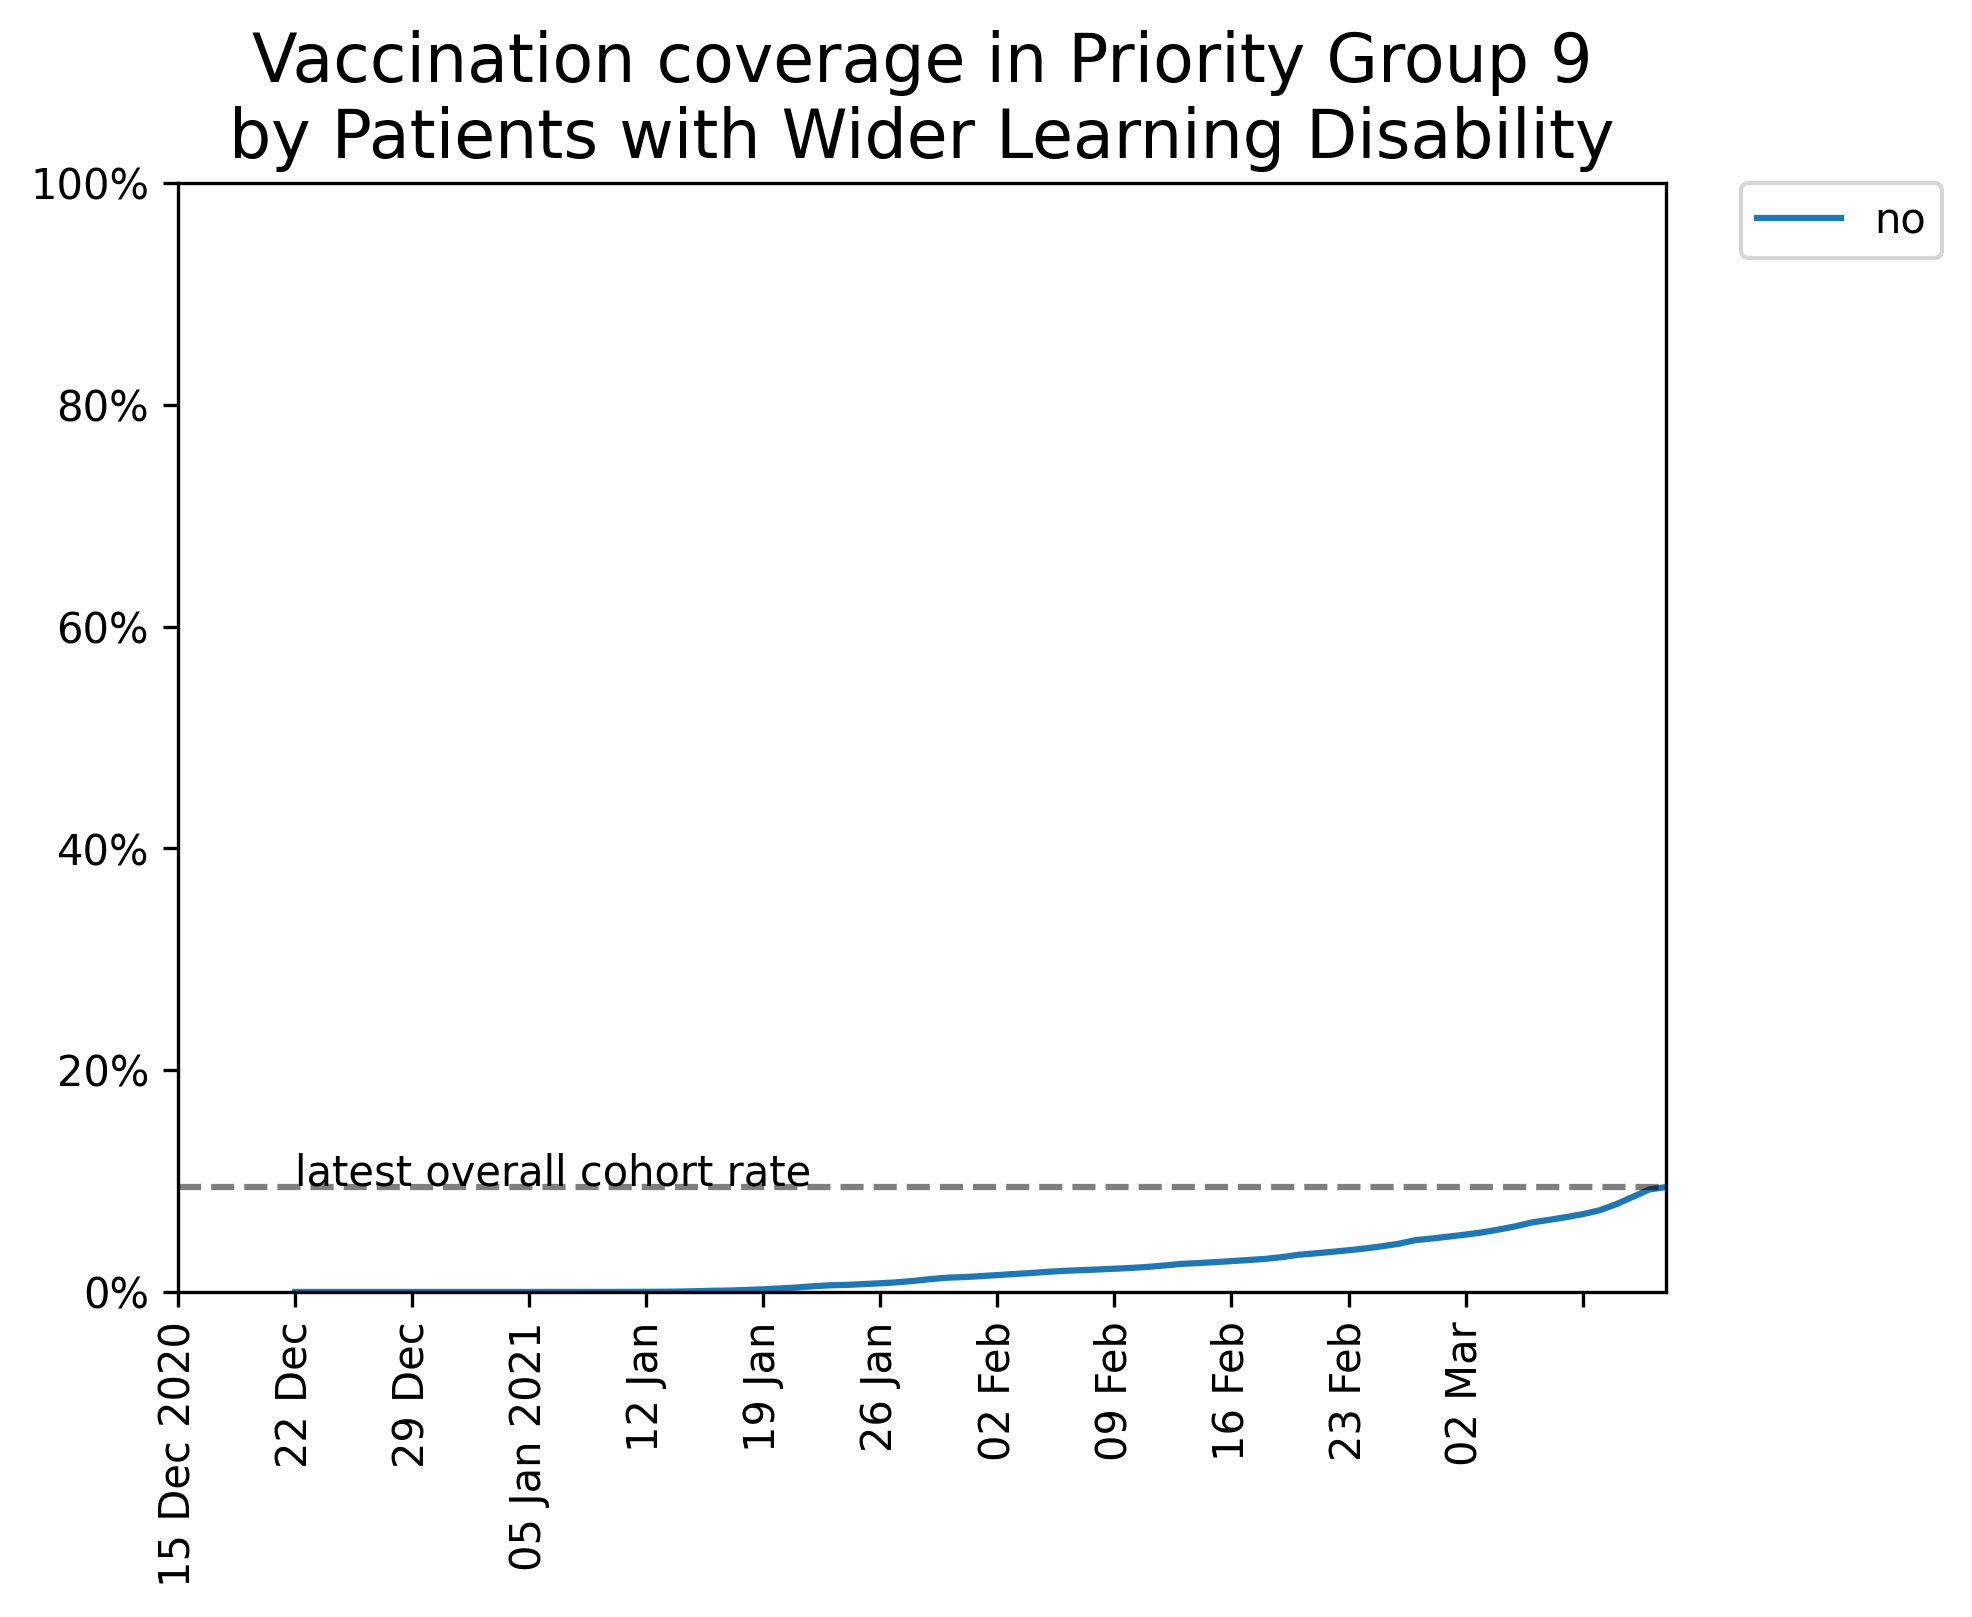 Vaccination coverage in Priority Group 9
by Patients with Wider Learning Disability
100%
80%
60%
40%
20%
0%
no
latest overall cohort rate
15 Dec 2020
22 Dec
29 Dec
05 Jan 2021
12 Jan
19 Jan
26 Jan
02 Feb
09 Feb
16 Feb
23 Feb
02 Mar